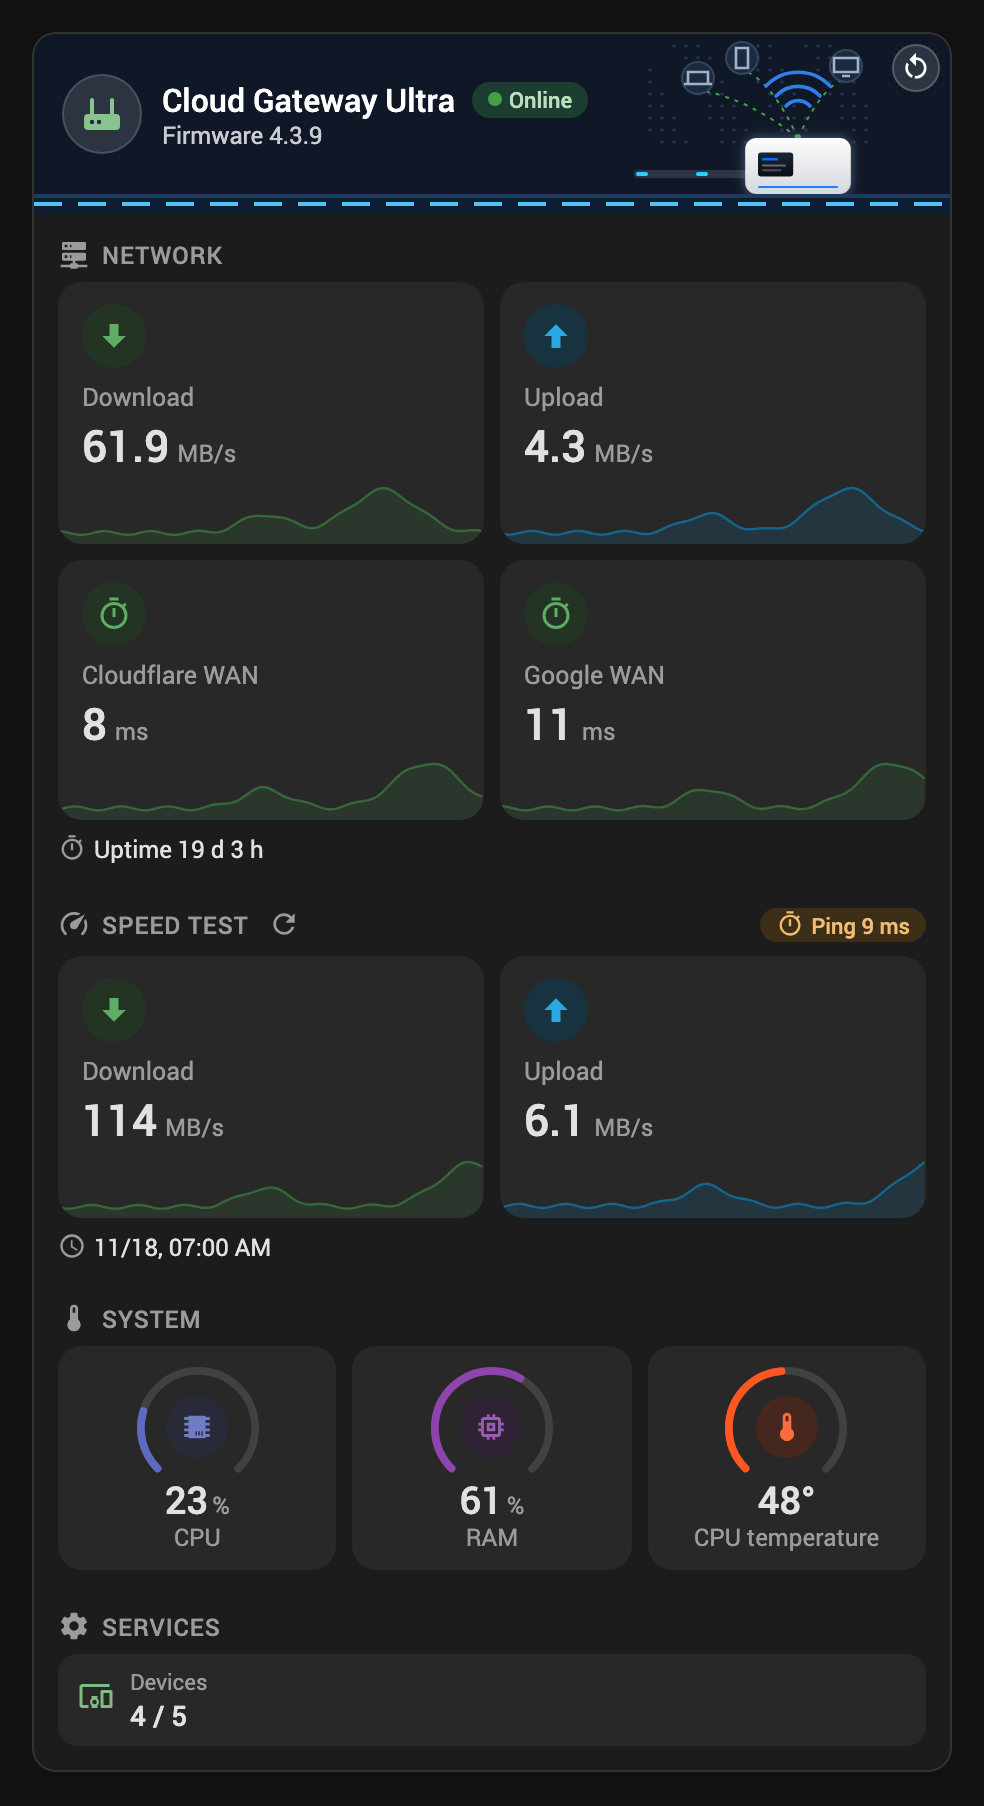 Cloud Gateway Ultra
Online
Firmware 4.3.9
NETWORK
Download
61.9 MB/s
Upload
4.3 MB/s
Cloudflare WAN
8 ms
Google WAN
11 ms
Uptime 19 d 3 h
SPEED TEST
Ping 9 ms
Download
114 MB/s
Upload
6.1 MB/s
11/18, 07:00 AM
SYSTEM
23 %
CPU
61 %
RAM
48°
CPU temperature
SERVICES
Devices
4 / 5